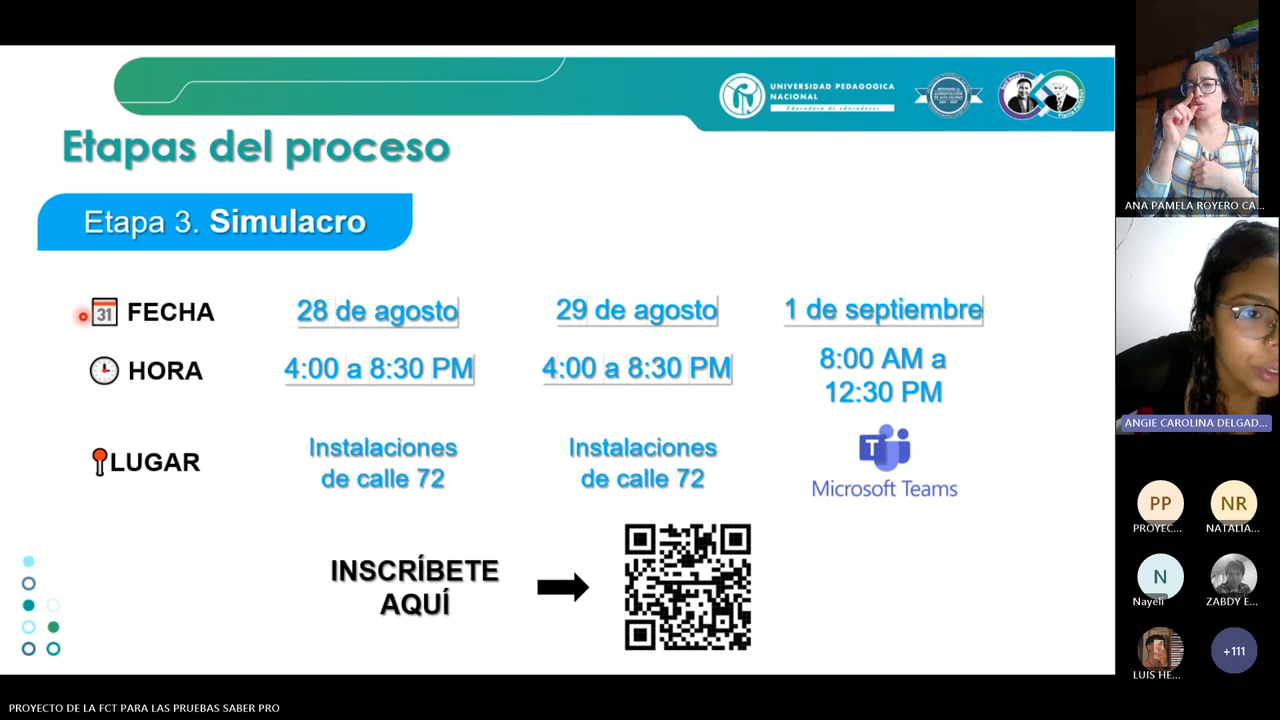 UNIVERSIDAD PEDAGOGICA
NACIONAL
Educadora de educadores
Etapas del proceso
Etapa 3. Simulacro
31 FECHA 28 de agosto 29 de agosto 1 de septiembre
HORA 4:00 a 8:30 PM 4:00 a 8:30 PM 8:00 AM a
12:30 PM
LUGAR Instalaciones
de calle 72
Instalaciones
de calle 72
T
Microsoft Teams
INSCRÍBETE
AQUÍ
ANA PAMELA ROYERO CA...
ANGIE CAROLINA DELGAD...
PP
PROYEC...
NR
NATALIA...
N
Nayeli
ZABDY E...
LUIS HE...
+111
PROYECTO DE LA FCT PARA LAS PRUEBAS SABER PRO